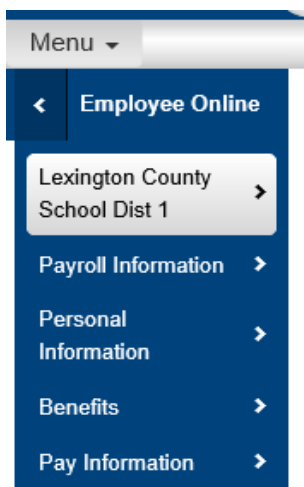 Menu
Employee Online
Lexington County
School Dist 1
Payroll Information
Personal
Information
Benefits
Pay Information